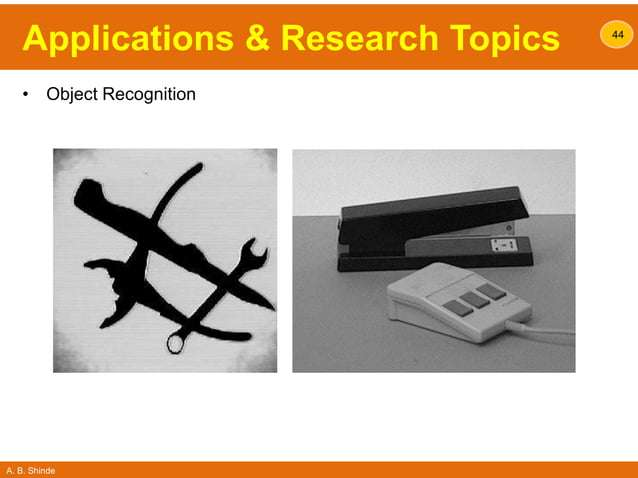 Applications & Research Topics
44
• Object Recognition
A. B. Shinde